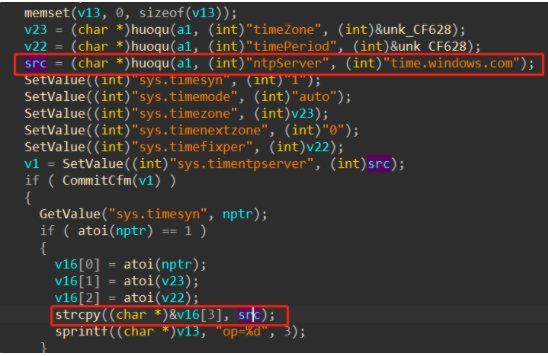 memset(v13, 0, sizeof(v13));
v23 = (char *)huoqu(a1, (int)"timeZone", (int)&unk_CF628);
v22 = (char *)huoqu(a1, (int)"timePeriod", (int)&unk_CF628);
src = (char *)huoqu(a1, (int)"ntpServer", (int)"time.windows.com");
SetValue((int)"sys.timesyn", (int)"1");
SetValue((int)"sys.timemode", (int)"auto");
SetValue((int)"sys.timezone", (int)v23);
SetValue((int)"sys.timenextzone", (int)"0");
SetValue((int)"sys.timefixper", (int)v22);
v1 = SetValue((int)"sys.timentpserver", (int)src);
if ( CommitCfm(v1) )
{
GetValue("sys.timesyn", nptr);
if ( atoi(nptr) == 1 )
{
v16[0] = atoi(nptr);
v16[1] = atoi(v23);
v16[2] = atoi(v22);
strcpy((char *)&v16[3], src);
sprintf((char *)v13, "op=%d", 3);
}